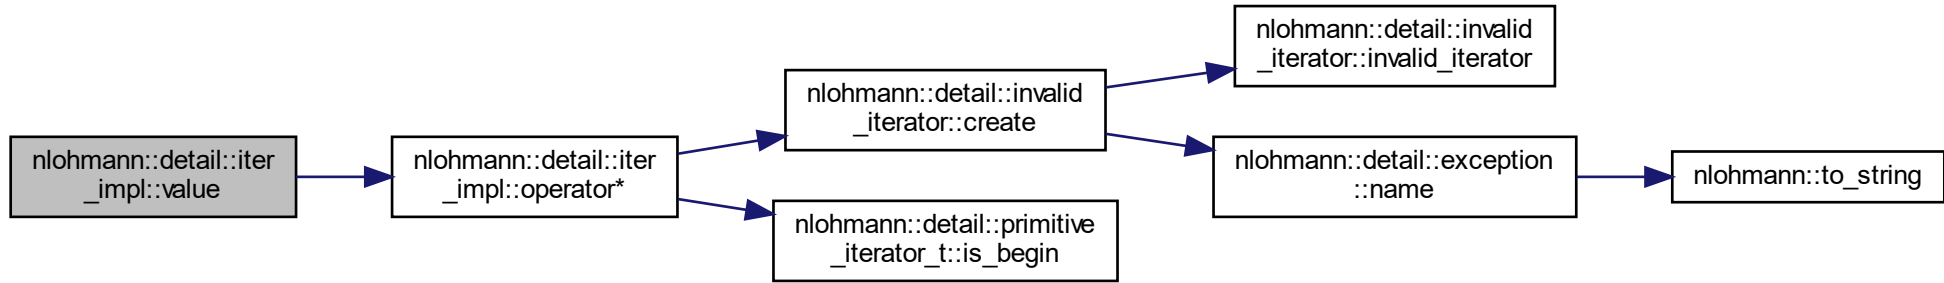 nlohmann::detail::iter
_impl::value
nlohmann::detail::iter
_impl::operator*
nlohmann::detail::invalid
_iterator::create
nlohmann::detail::primitive
_iterator_t::is_begin
nlohmann::detail::invalid
_iterator::invalid_iterator
nlohmann::detail::exception
::name
nlohmann::to_string